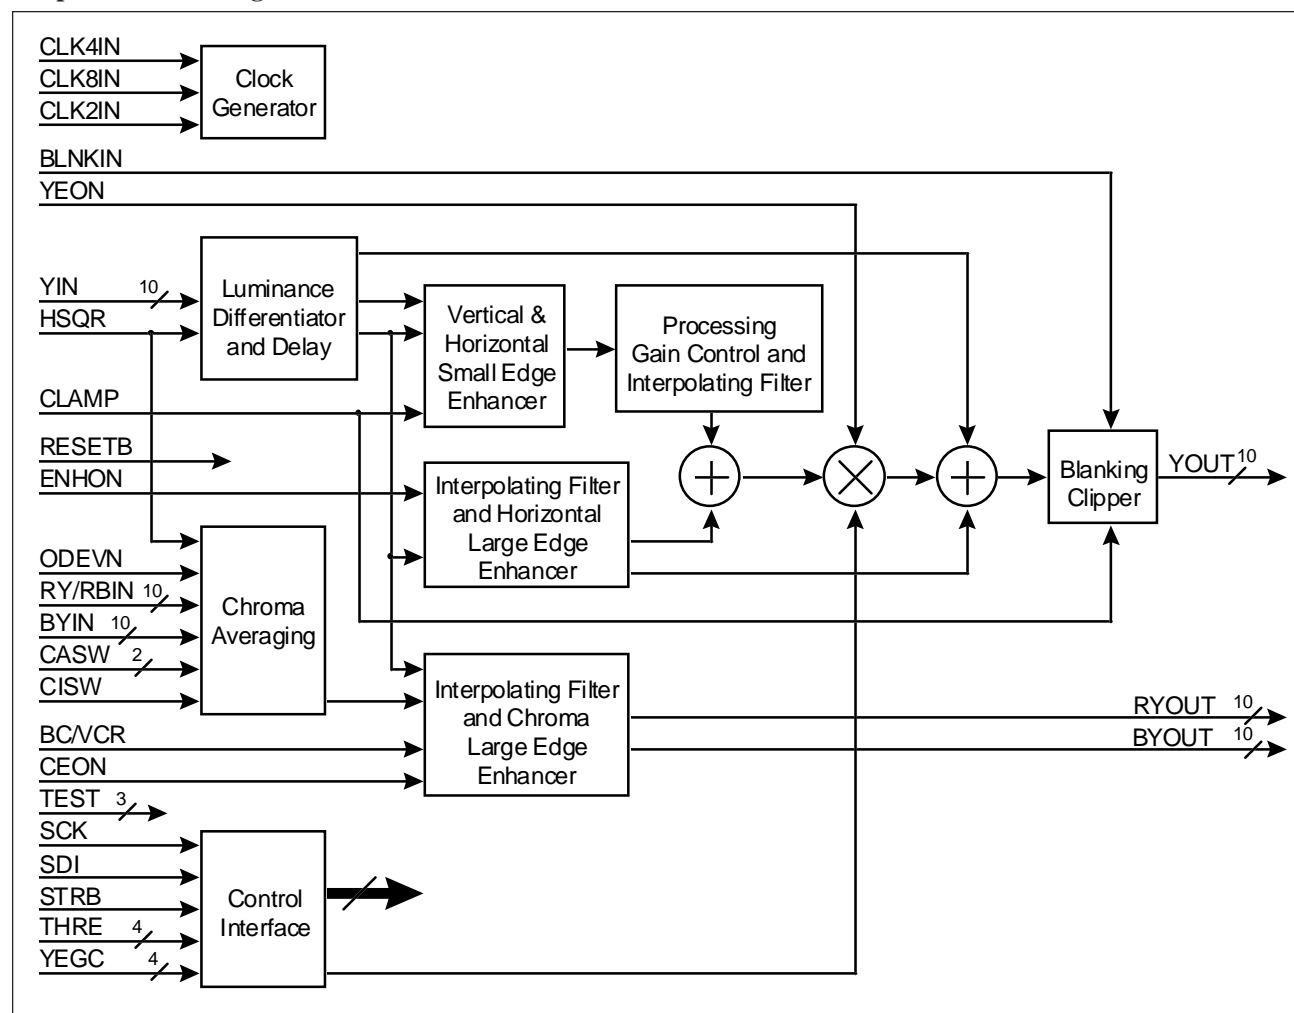 CLK4IN
CLK8IN
CLK2IN
Clock
Generator
BLNKIN
YEON
YIN 10
HSQR
Luminance
Differentiator
and Delay
Vertical &
Horizontal
Small Edge
Enhancer
Processing
Gain Control and
Interpolating Filter
CLAMP
RESETB
ENHON
Interpolating Filter
and Horizontal
Large Edge
Enhancer
+
×
+
Blanking
Clipper
YOUT 10
ODEVN
RY/RBIN 10
BYIN 10
CASW 2
CISW
Chroma
Averaging
BC/VCR
CEON
Interpolating Filter
and Chroma
Large Edge
Enhancer
RYOUT 10
BYOUT 10
TEST 3
SCK
SDI
STRB
THRE 4
YEGC 4
Control
Interface